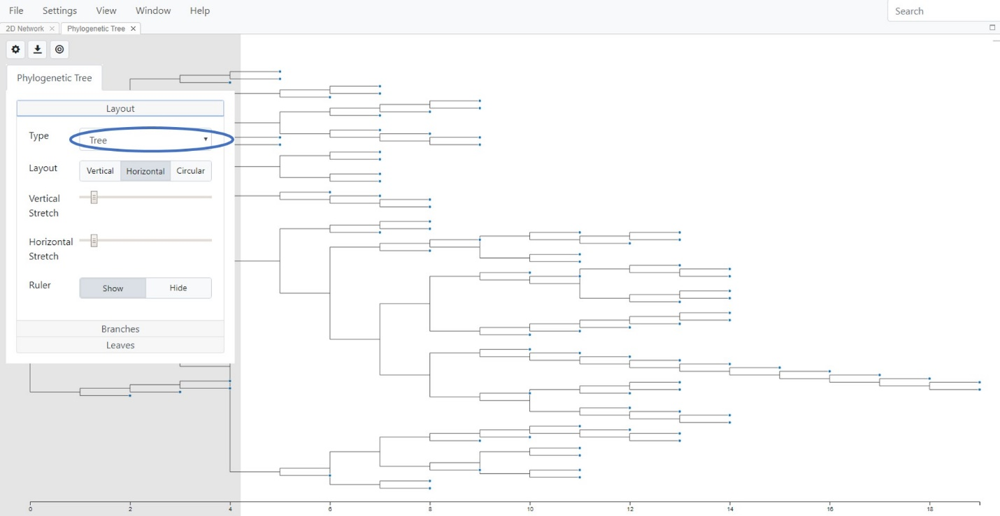 File Settings View Window Help Search
2D Network × Phylogenetic Tree ×
Phylogenetic Tree
Layout
Type Tree
Layout Vertical Horizontal Circular
Vertical
Stretch
Horizontal
Stretch
Ruler Show Hide
Branches
Leaves
0 2 4 6 8 10 12 14 16 18